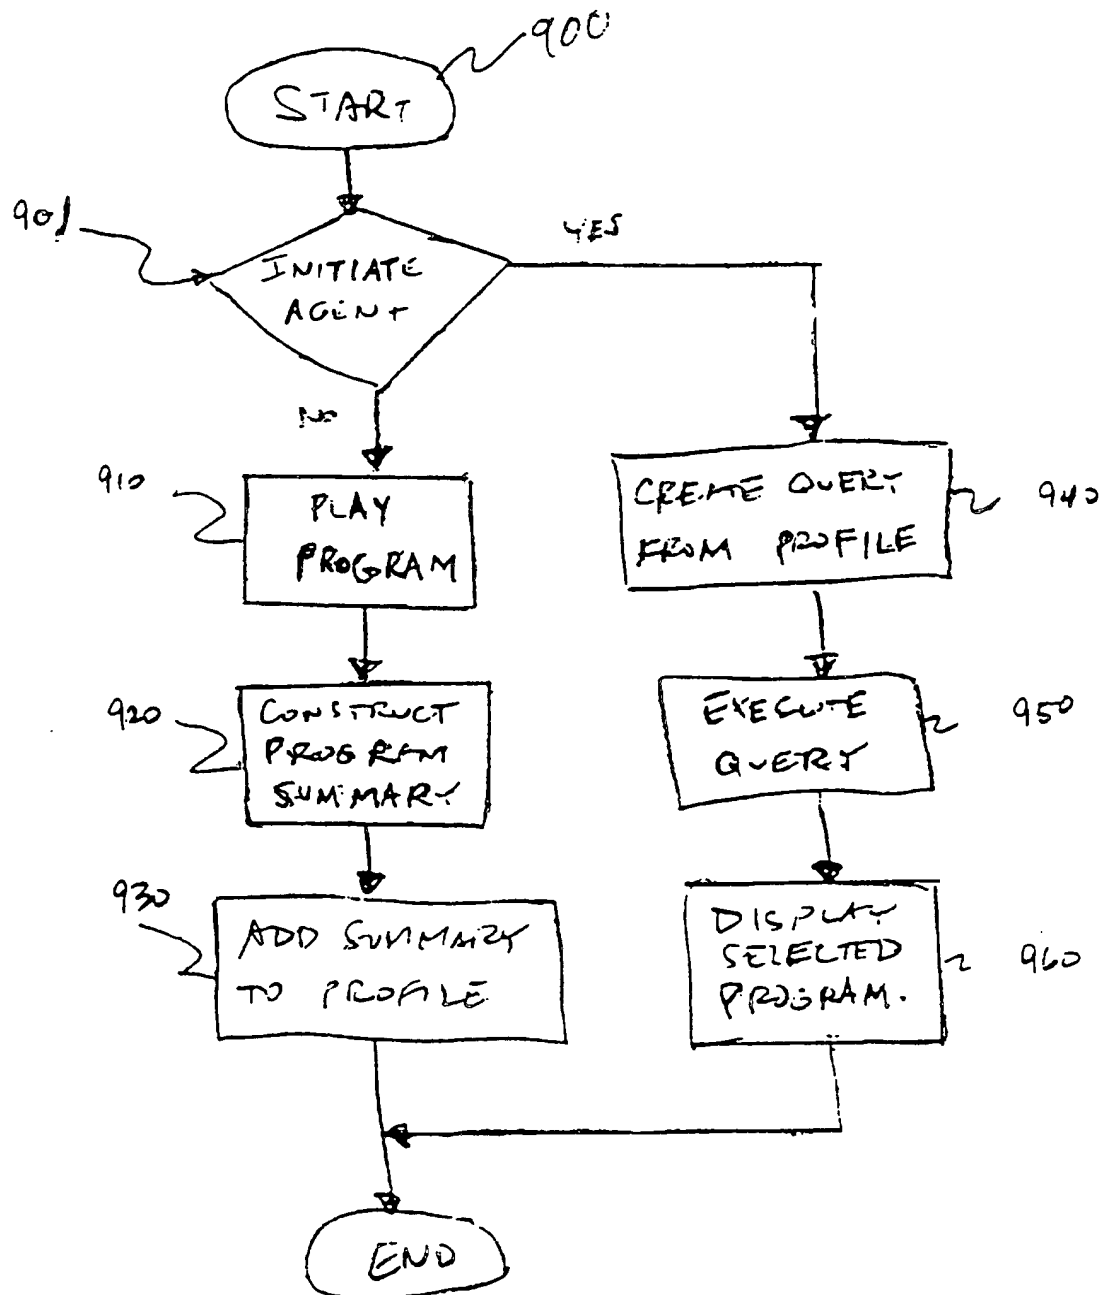 900
START
901
YES
INITIATE
AGENT
NO
910
PLAY
PROGRAM
CREATE QUERY
FROM PROFILE
940
920
CONSTRUCT
PROGRAM
SUMMARY
EXECUTE
QUERY
950
930
ADD SUMMARY
TO PROFILE
DISPLAY
SELECTED
PROGRAM.
960
END